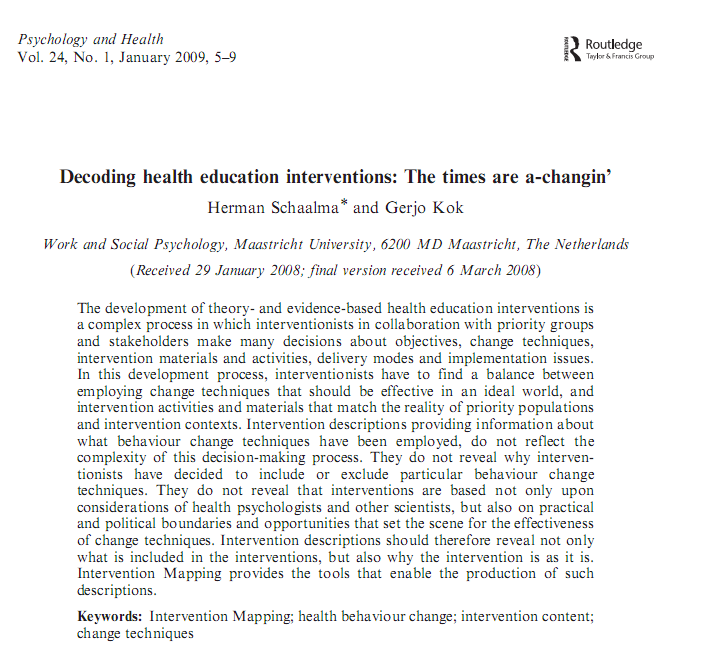 Psychology and Health
Vol. 24, No. 1, January 2009, 5–9
ROUTLEDGE
Routledge
Taylor & Francis Group
Decoding health education interventions: The times are a-changin’
Herman Schaalma* and Gerjo Kok
Work and Social Psychology, Maastricht University, 6200 MD Maastricht, The Netherlands
(Received 29 January 2008; final version received 6 March 2008)
The development of theory- and evidence-based health education interventions is
a complex process in which interventionists in collaboration with priority groups
and stakeholders make many decisions about objectives, change techniques,
intervention materials and activities, delivery modes and implementation issues.
In this development process, interventionists have to find a balance between
employing change techniques that should be effective in an ideal world, and
intervention activities and materials that match the reality of priority populations
and intervention contexts. Intervention descriptions providing information about
what behaviour change techniques have been employed, do not reflect the
complexity of this decision-making process. They do not reveal why interven-
tionists have decided to include or exclude particular behaviour change
techniques. They do not reveal that interventions are based not only upon
considerations of health psychologists and other scientists, but also on practical
and political boundaries and opportunities that set the scene for the effectiveness
of change techniques. Intervention descriptions should therefore reveal not only
what is included in the interventions, but also why the intervention is as it is.
Intervention Mapping provides the tools that enable the production of such
descriptions.
Keywords: Intervention Mapping; health behaviour change; intervention content;
change techniques